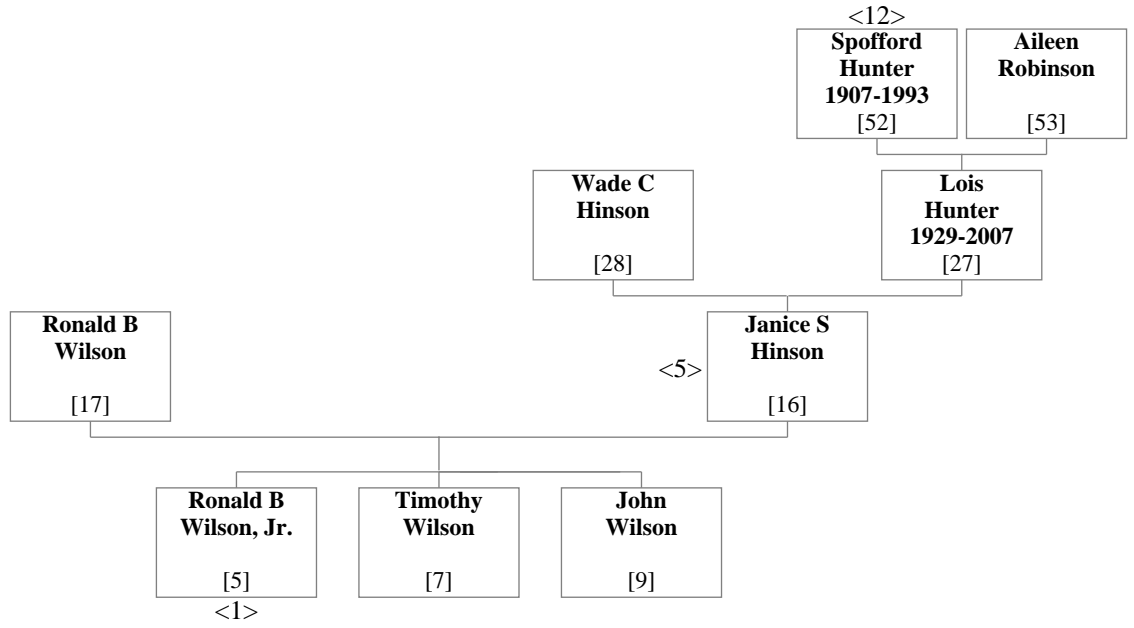 <12>
Spofford
Hunter
1907-1993
[52]
Aileen
Robinson
[53]
Wade C
Hinson
[28]
Lois
Hunter
1929-2007
[27]
Ronald B
Wilson
[17]
<5>
Janice S
Hinson
[16]
Ronald B
Wilson, Jr.
[5]
<1>
Timothy
Wilson
[7]
John
Wilson
[9]